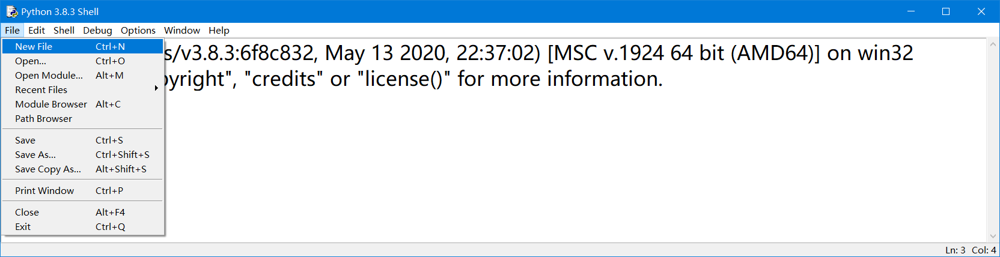 Python 3.8.3 Shell
File Edit Shell Debug Options Window Help
New File Ctrl+N
Open... Ctrl+O
Open Module... Alt+M
Recent Files
Module Browser Alt+C
Path Browser
Save Ctrl+S
Save As... Ctrl+Shift+S
Save Copy As... Alt+Shift+S
Print Window Ctrl+P
Close Alt+F4
Exit Ctrl+Q
s/v3.8.3:6f8c832, May 13 2020, 22:37:02) [MSC v.1924 64 bit (AMD64)] on win32
pyright", "credits" or "license()" for more information.
Ln: 3 Col: 4